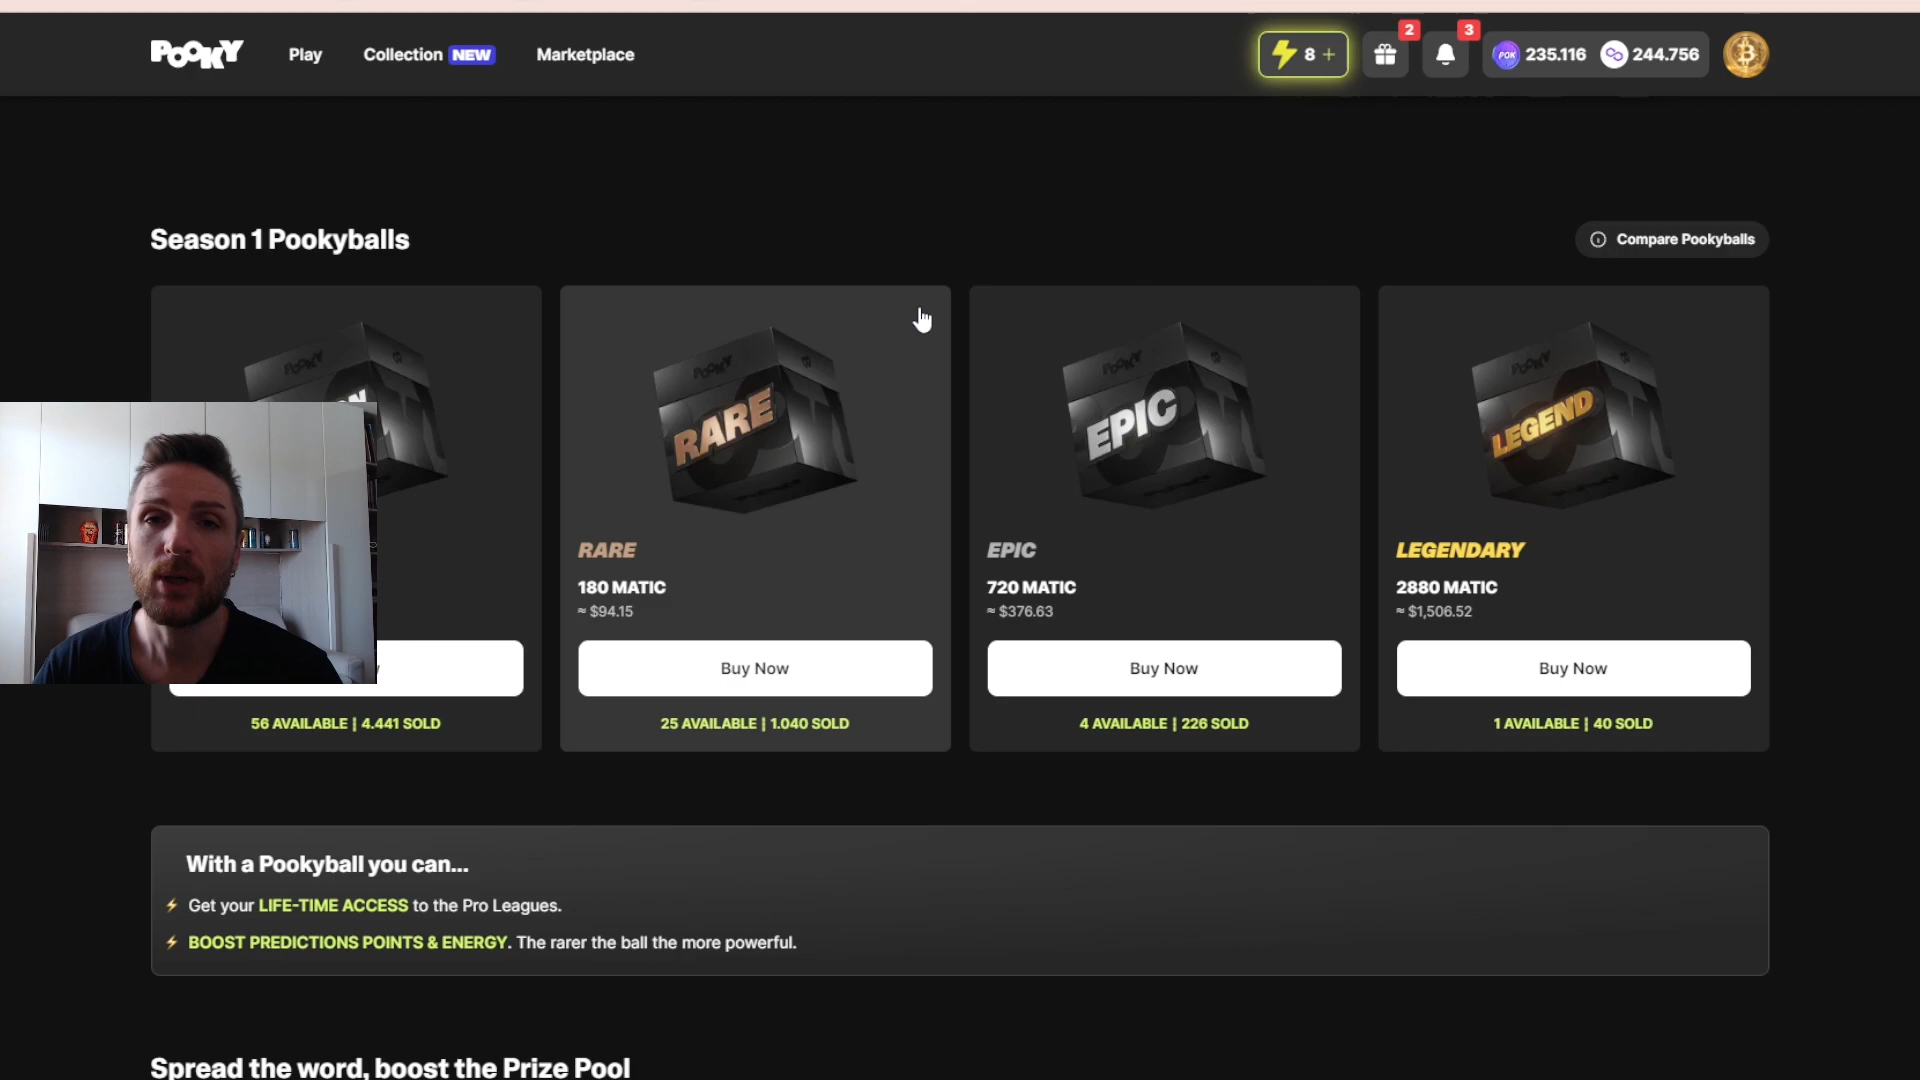 POOKY
Play
Collection NEW
Marketplace
8 +
2
3
POK 235.116
244.756
Season 1 Pookyballs
Compare Pookyballs
POOKY
RARE
POOKY
EPIC
POOKY
LEGEND
RARE
180 MATIC
≈ $94.15
Buy Now
25 AVAILABLE | 1.040 SOLD
EPIC
720 MATIC
≈ $376.63
Buy Now
4 AVAILABLE | 226 SOLD
LEGENDARY
2880 MATIC
≈ $1,506.52
Buy Now
1 AVAILABLE | 40 SOLD
56 AVAILABLE | 4.441 SOLD
With a Pookyball you can...
Get your LIFE-TIME ACCESS to the Pro Leagues.
BOOST PREDICTIONS POINTS & ENERGY. The rarer the ball the more powerful.
Spread the word, boost the Prize Pool